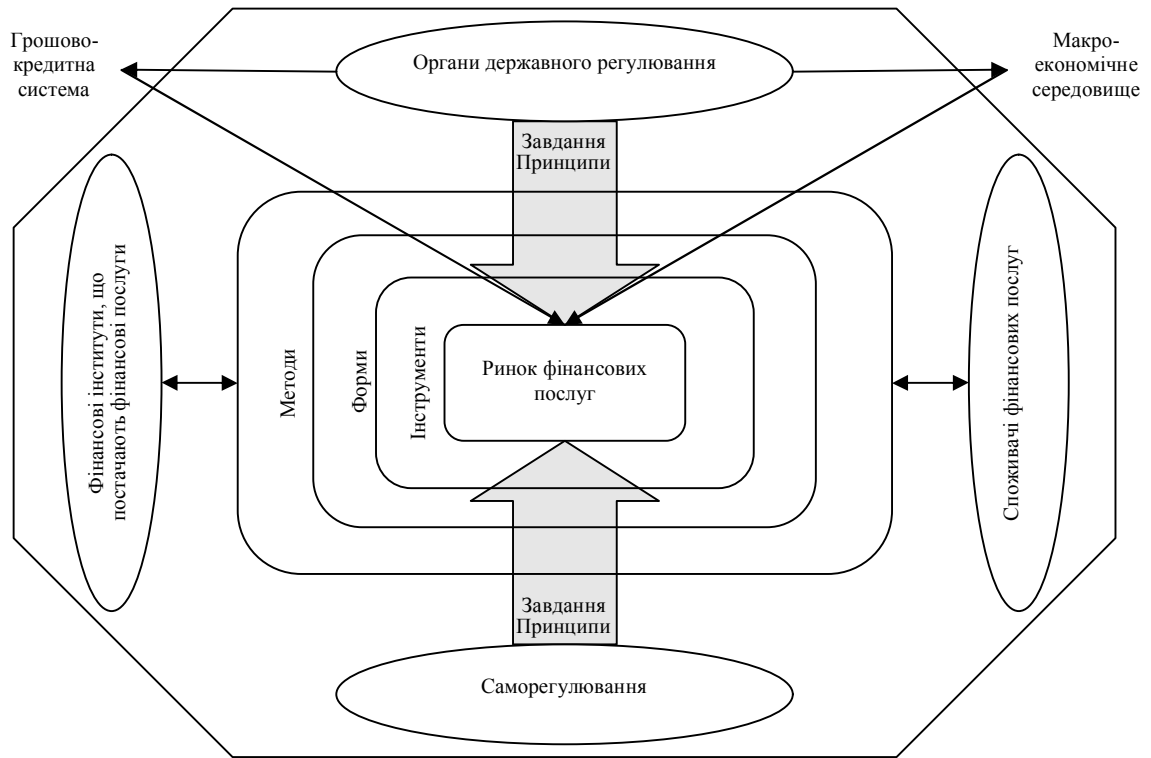 Грошово-
кредитна
система
Органи державного регулювання
Макро-
економічне
середовище
Завдання
Принципи
Фінансові інститути, що
постачають фінансові послуги
Методи
Форми
Інструменти
Ринок фінансових
послуг
Споживачі фінансових послуг
Завдання
Принципи
Саморегулювання